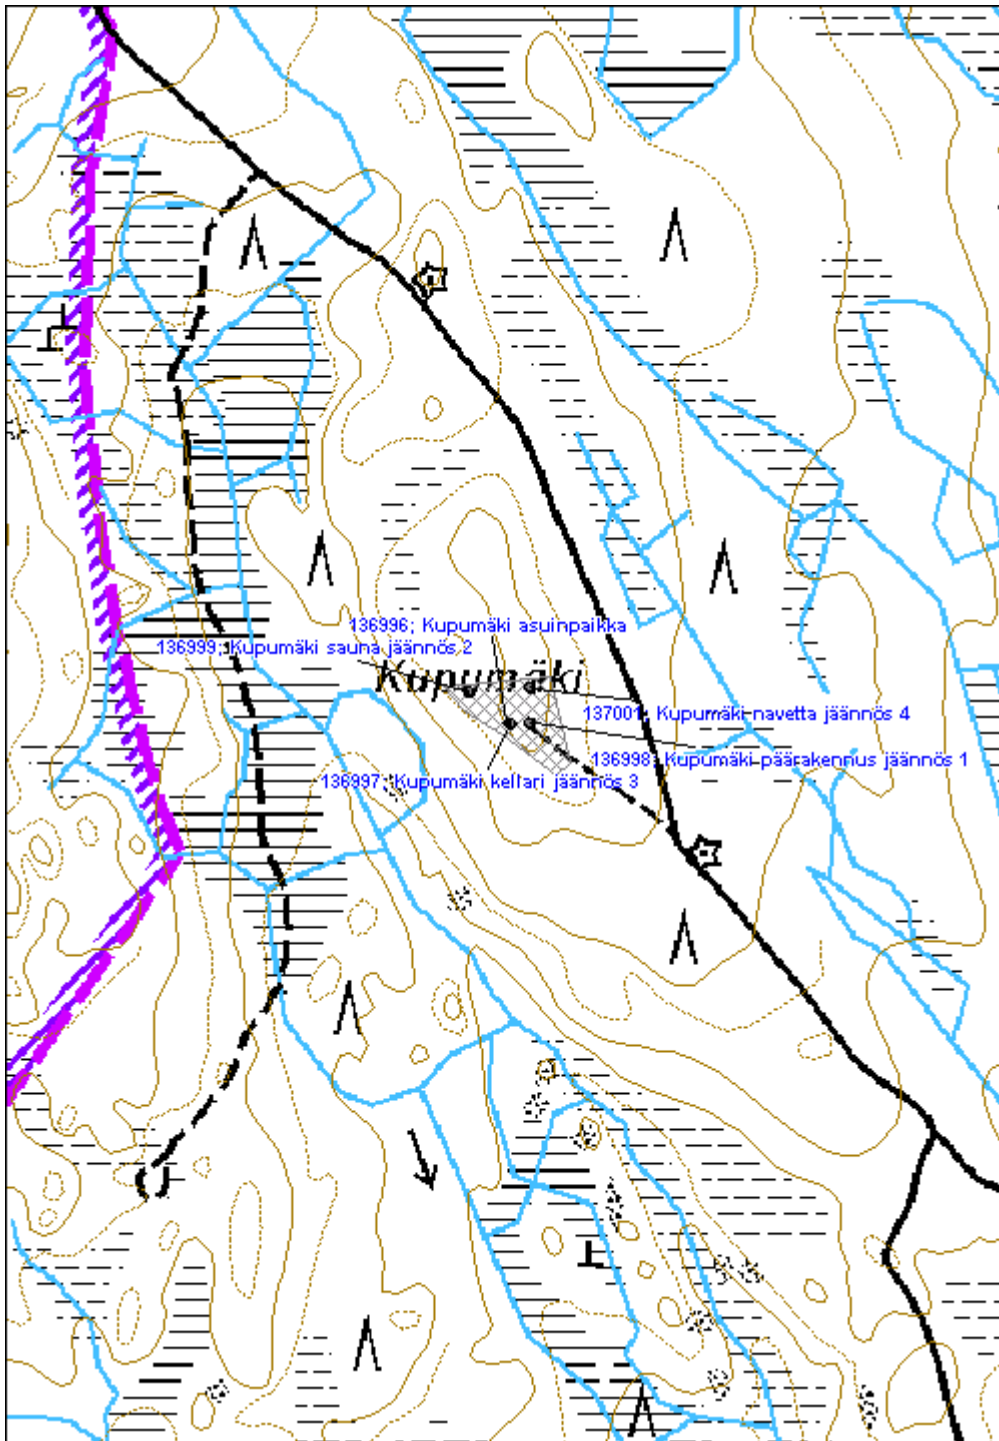 136996; Kupumäki asuinpaikka
136999; Kupumäki sauna jäännös 2
Kupumäki
137001; Kupumäki navetta jäännös 4
136998; Kupumäki päärakennus jäännös 1
136997; Kupumäki kellari jäännös 3